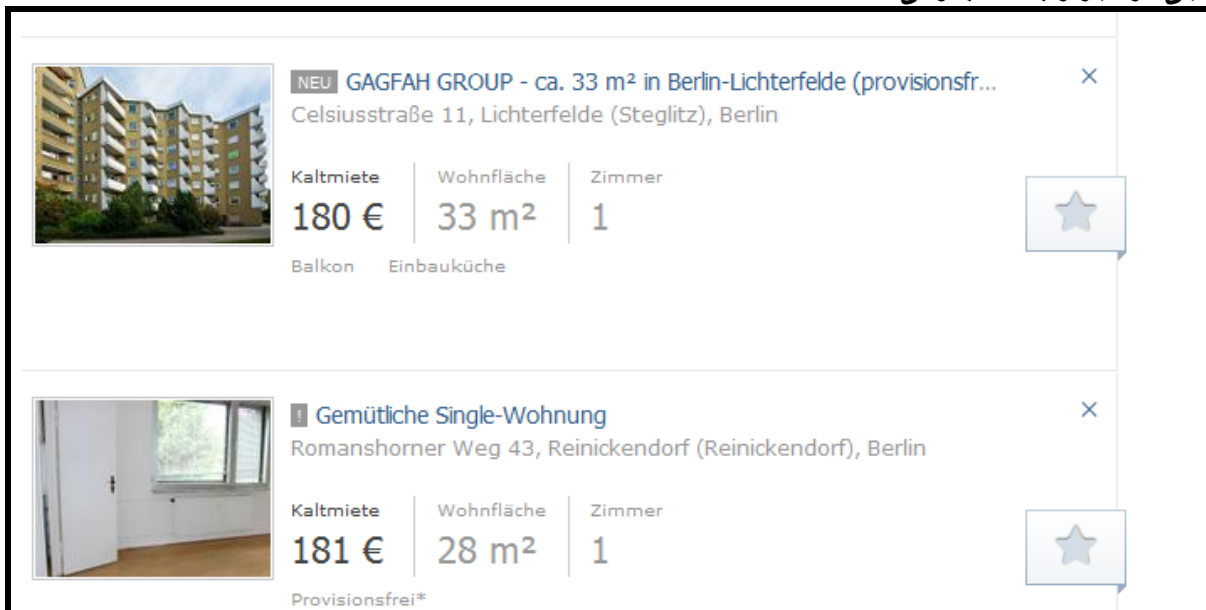 NEU GAGFAH GROUP - ca. 33 m² in Berlin-Lichterfelde (provisionsfr...
Celsiusstraße 11, Lichterfelde (Steglitz), Berlin
Kaltmiete Wohnfläche Zimmer
180 € 33 m² 1
Balkon Einbauküche
! Gemütliche Single-Wohnung
Romanshorner Weg 43, Reinickendorf (Reinickendorf), Berlin
Kaltmiete Wohnfläche Zimmer
181 € 28 m² 1
Provisionsfrei*